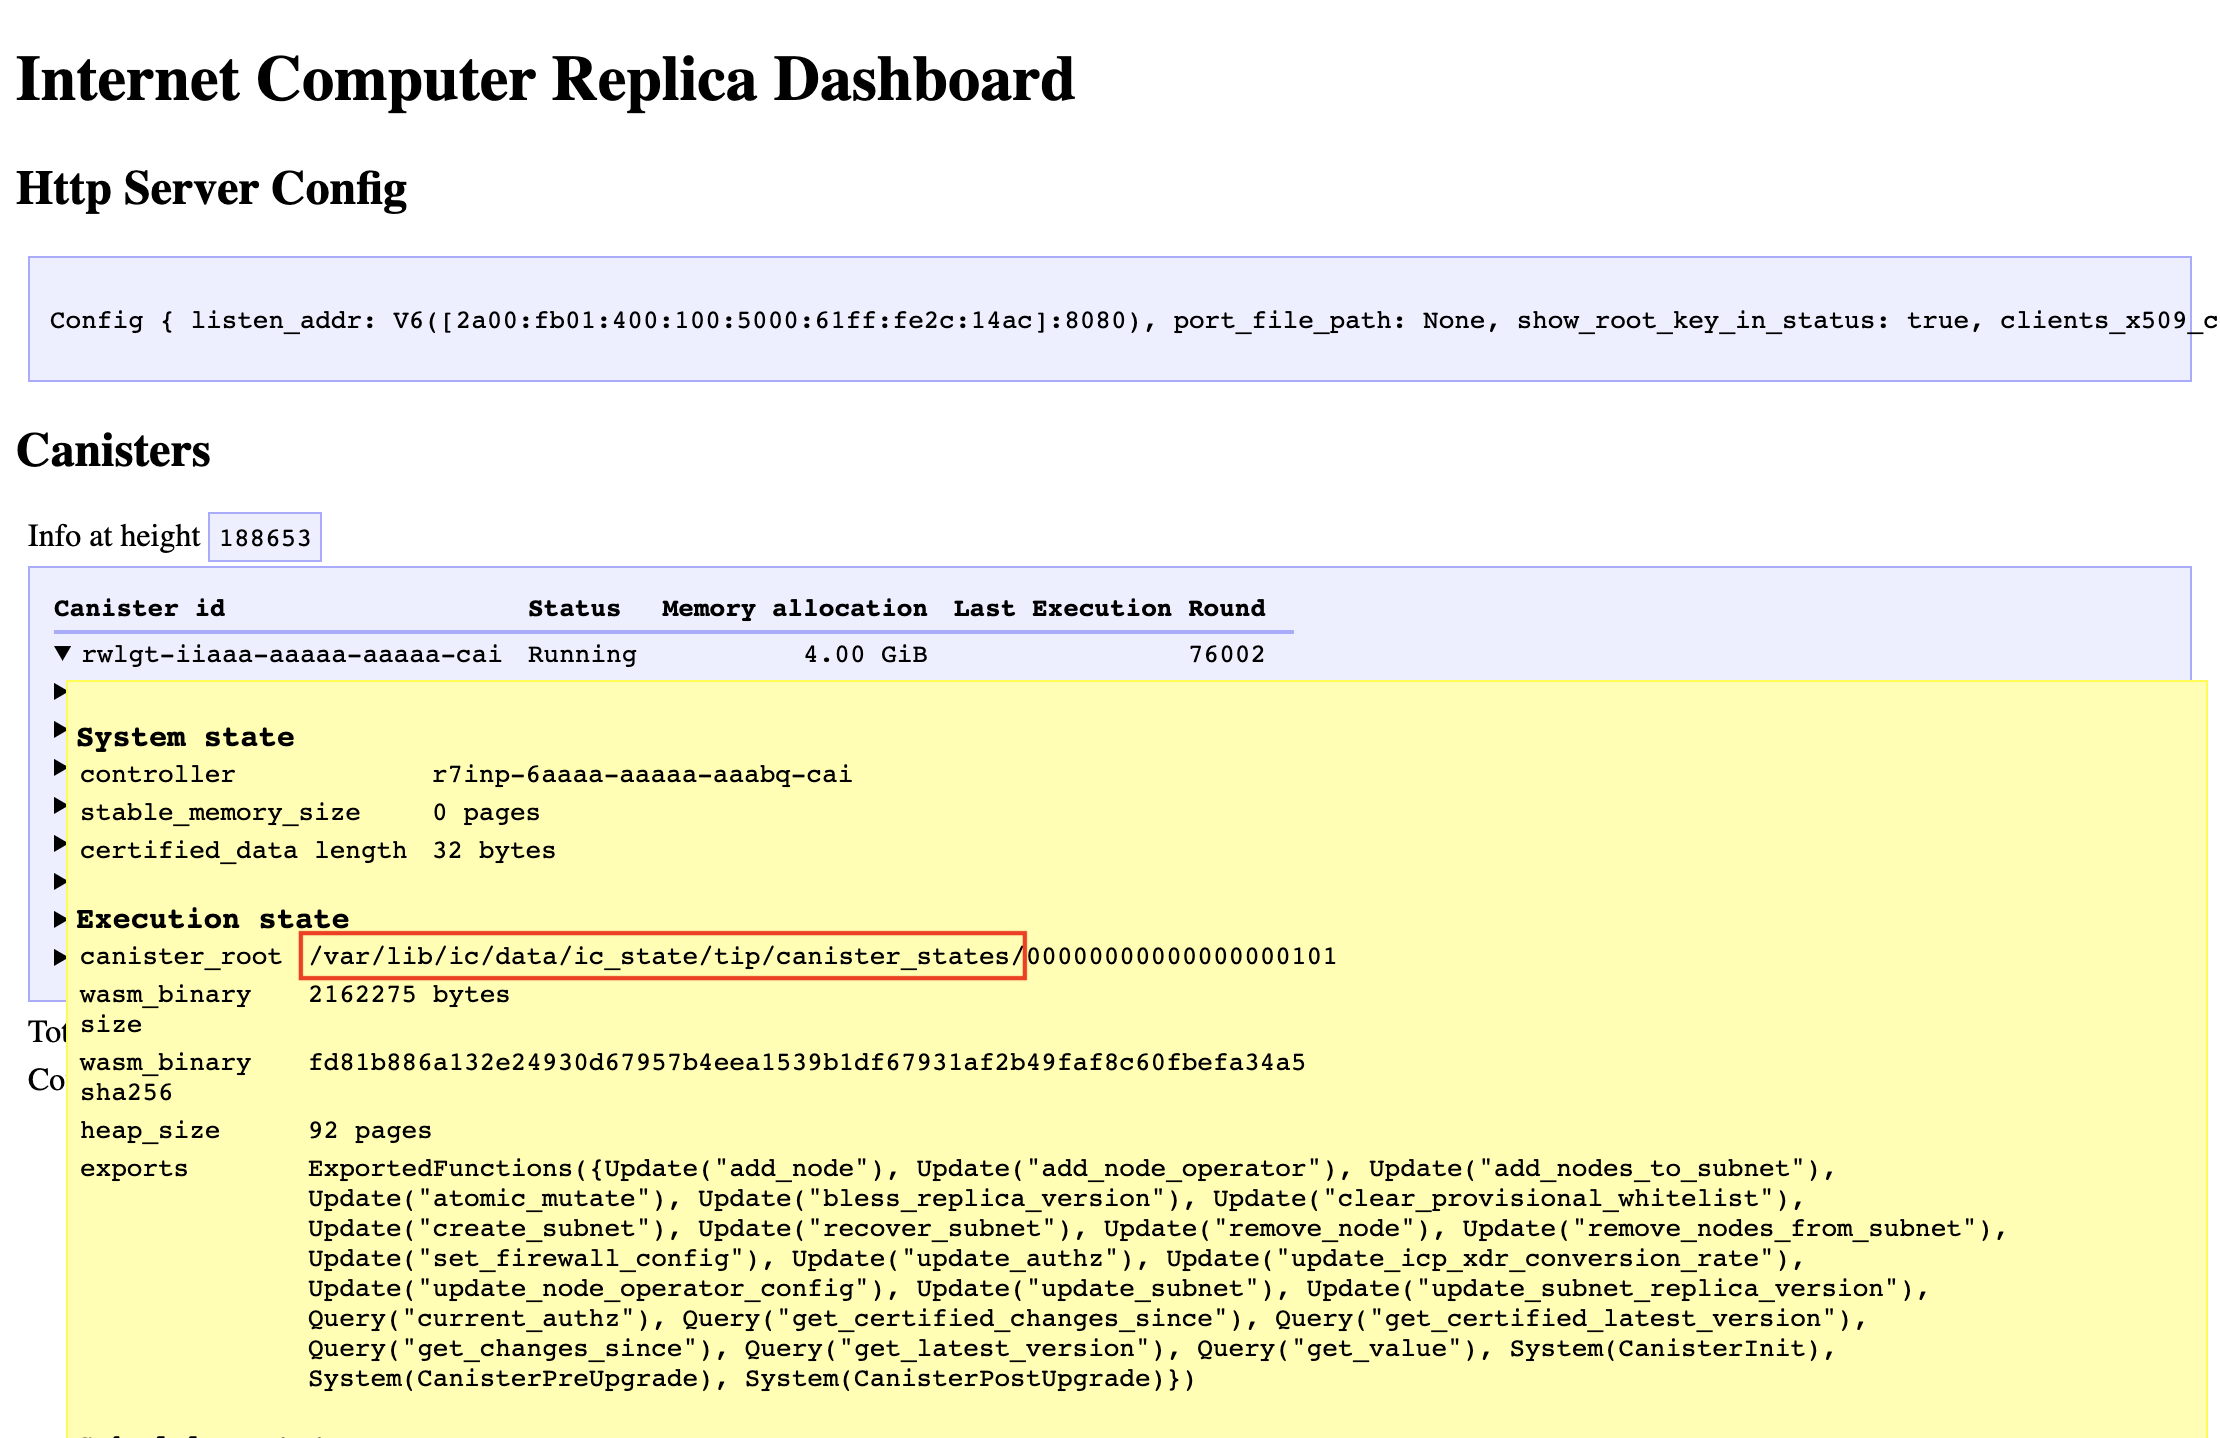 Internet Computer Replica Dashboard
Http Server Config
Config { listen_addr: V6([2a00:fb01:400:100:5000:61ff:fe2c:14ac]:8080), port_file_path: None, show_root_key_in_status: true, clients_x509_c
Canisters
Info at height 188653
Canister id Status Memory allocation Last Execution Round
▼ rwlgt-iiaaa-aaaaa-aaaaa-cai Running 4.00 GiB 76002
System state
controller r7inp-6aaaa-aaaaa-aaabq-cai
stable_memory_size 0 pages
certified_data length 32 bytes
Execution state
canister_root /var/lib/ic/data/ic_state/tip/canister_states/00000000000000000101
wasm_binary 2162275 bytes
size
Tot
wasm_binary fd81b886a132e24930d67957b4eea1539b1df67931af2b49faf8c60fbefa34a5
Co
sha256
heap_size 92 pages
exports ExportedFunctions({Update("add_node"), Update("add_node_operator"), Update("add_nodes_to_subnet"),
Update("atomic_mutate"), Update("bless_replica_version"), Update("clear_provisional_whitelist"),
Update("create_subnet"), Update("recover_subnet"), Update("remove_node"), Update("remove_nodes_from_subnet"),
Update("set_firewall_config"), Update("update_authz"), Update("update_icp_xdr_conversion_rate"),
Update("update_node_operator_config"), Update("update_subnet"), Update("update_subnet_replica_version"),
Query("current_authz"), Query("get_certified_changes_since"), Query("get_certified_latest_version"),
Query("get_changes_since"), Query("get_latest_version"), Query("get_value"), System(CanisterInit),
System(CanisterPreUpgrade), System(CanisterPostUpgrade)})